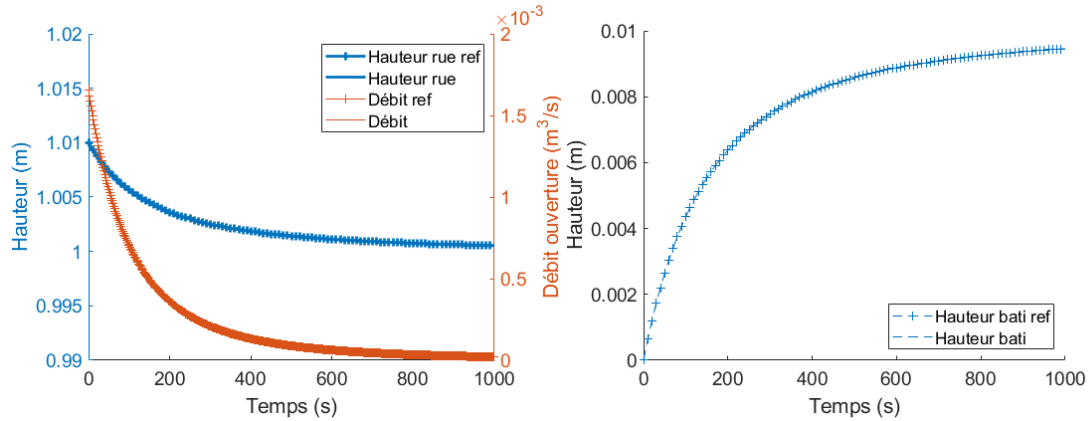 ×10⁻³
1.02
1.015
1.01
1.005
1
0.995
0.99
Hauteur (m)
0
200
400
600
800
1000
Temps (s)
2
1.5
1
0.5
0
Débit ouverture (m³/s)
Hauteur rue ref
Hauteur rue
Débit ref
Débit
0.01
0.008
0.006
0.004
0.002
0
Hauteur (m)
0
200
400
600
800
1000
Temps (s)
Hauteur bati ref
Hauteur bati